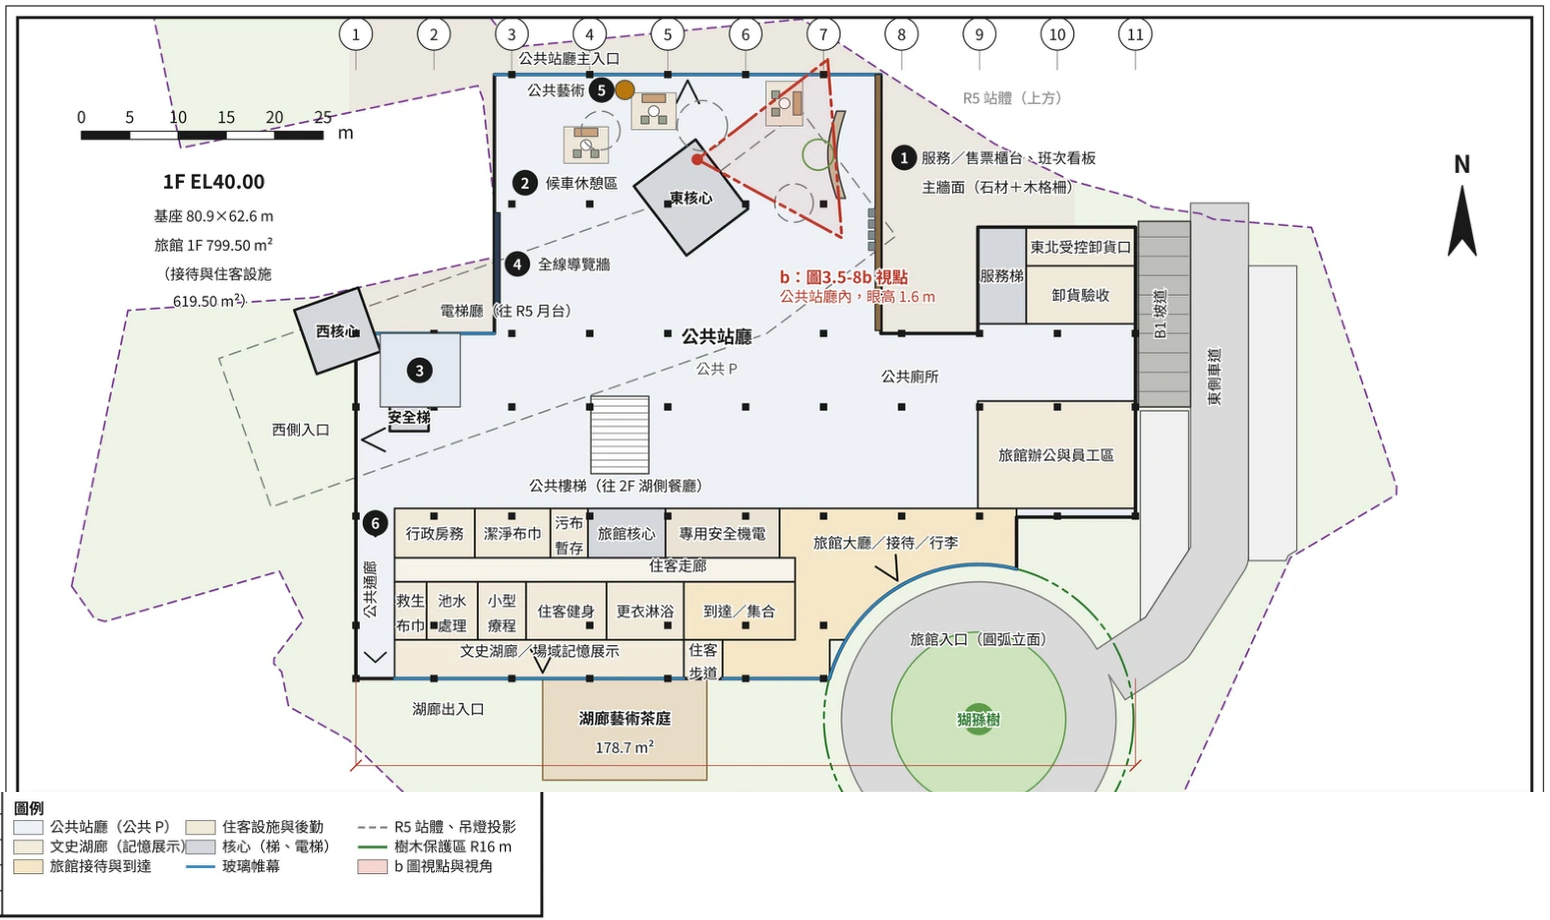 1 2 3 4 5 6 7 8 9 10 11
公共站廳主入口
公共藝術 5
R5 站體（上方）
0 5 10 15 20 25 m
N
1 服務／售票櫃台、班次看板
主牆面（石材＋木格柵）
1F EL40.00
基座 80.9×62.6 m
旅館 1F 799.50 m²
（接待與住客設施
619.50 m²）
2 候車休憩區
東核心
4 全線導覽牆
b：圖3.5-8b 視點
公共站廳內，眼高 1.6 m
電梯廳（往 R5 月台）
東北受控卸貨口
服務梯
卸貨驗收
B1 坡道
東側車道
西核心
公共站廳
公共 P
公共廁所
3
安全梯
西側入口
旅館辦公與員工區
公共樓梯（往 2F 湖側餐廳）
6
公共通廊
行政房務
潔淨布巾
污布
暫存
旅館核心
專用安全機電
旅館大廳／接待／行李
住客走廊
救生
布巾
池水
處理
小型
療程
住客健身
更衣淋浴
到達／集合
文史湖廊／場域記憶展示
住客
步道
旅館入口（圓弧立面）
湖廊出入口
湖廊藝術茶庭
178.7 m²
猢猻樹
圖例
公共站廳（公共 P）
住客設施與後勤
R5 站體、吊燈投影
文史湖廊（記憶展示）
核心（梯、電梯）
樹木保護區 R16 m
旅館接待與到達
玻璃帷幕
b 圖視點與視角